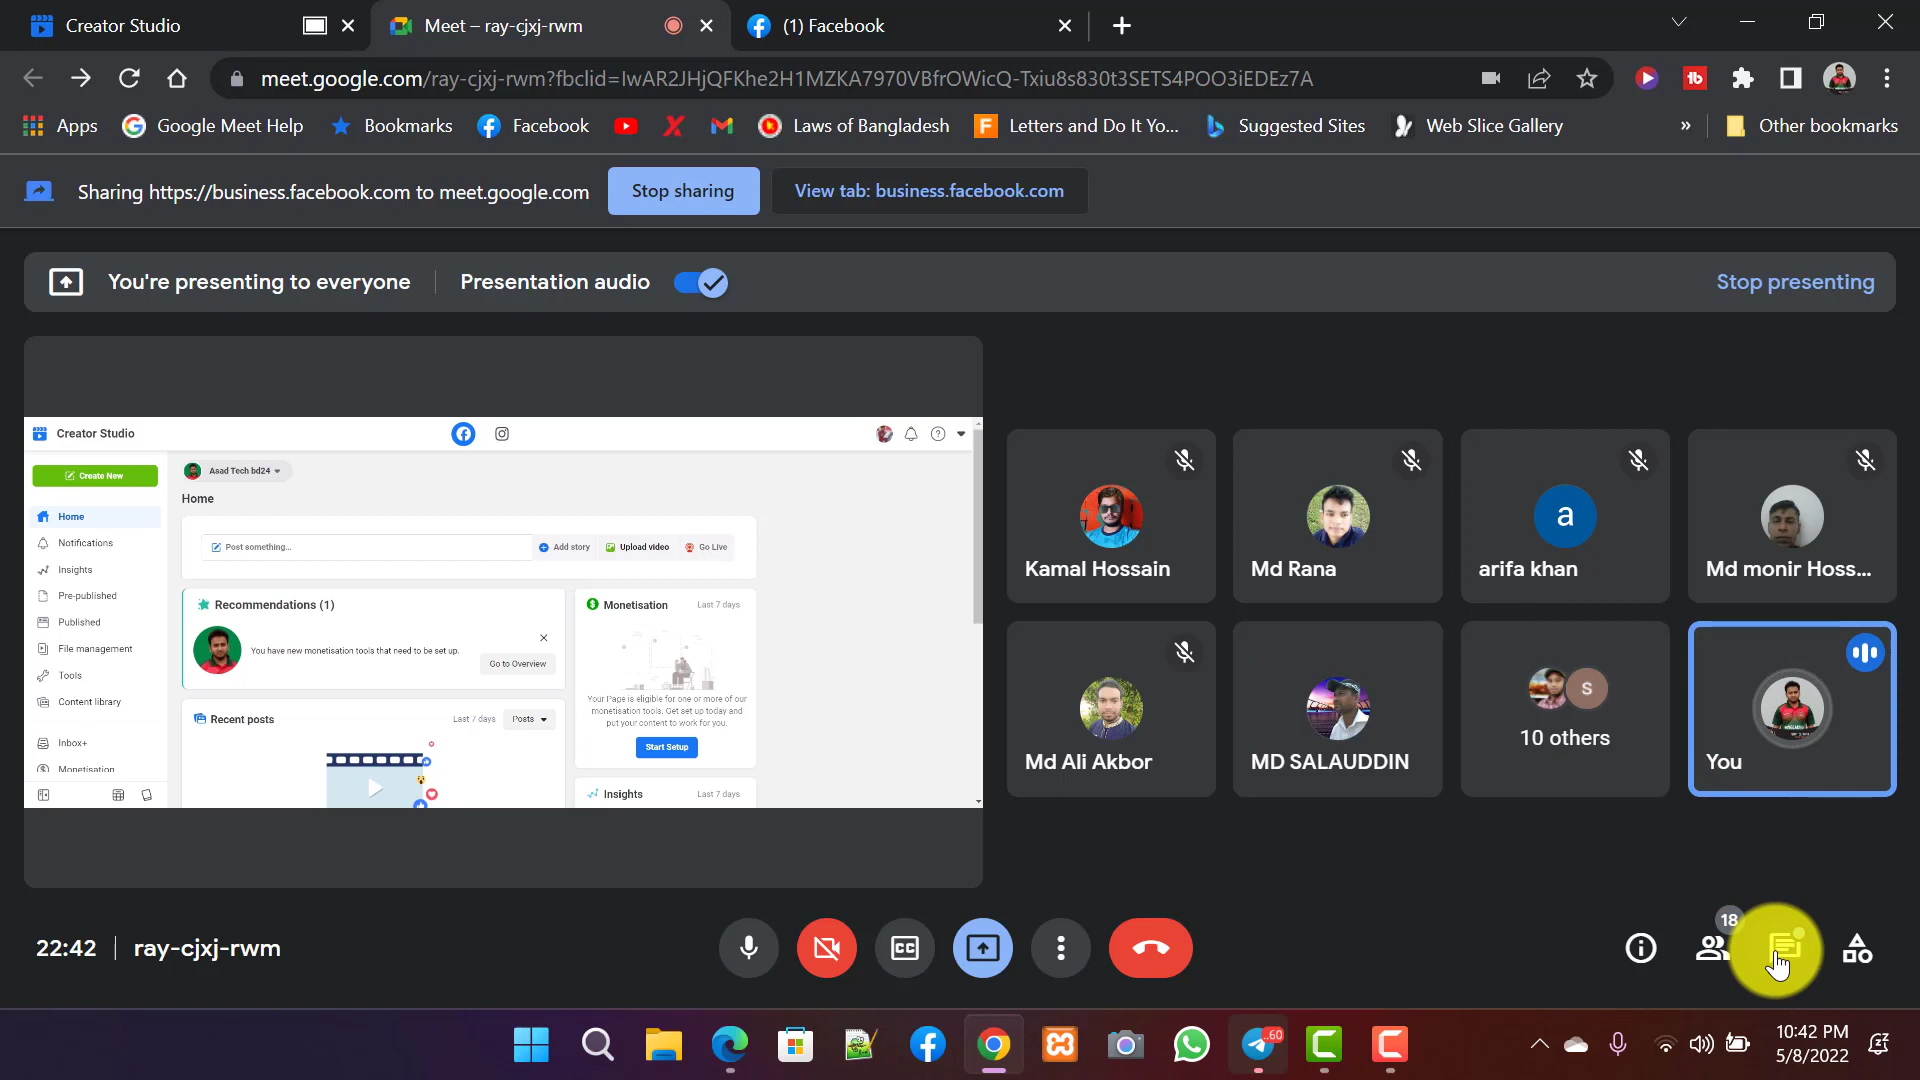 Creator Studio
Meet – ray-cjxj-rwm
(1) Facebook
meet.google.com/ray-cjxj-rwm?fbclid=IwAR2JHjQFKhe2H1MZKA7970VBfrOWicQ-Txiu8s830t3SETS4POO3iEDEz7A
Apps
Google Meet Help
Bookmarks
Facebook
Laws of Bangladesh
Letters and Do It Yo...
Suggested Sites
Web Slice Gallery
»
Other bookmarks
Sharing https://business.facebook.com to meet.google.com
Stop sharing
View tab: business.facebook.com
You're presenting to everyone
Presentation audio
Stop presenting
Creator Studio
Create New
Asad Tech bd24
Home
Home
Notifications
Insights
Pre-published
Published
File management
Tools
Content library
Inbox+
Monetisation
Post something...
Add story
Upload video
Go Live
Recommendations (1)
You have new monetisation tools that need to be set up.
Go to Overview
Monetisation
Last 7 days
Your Page is eligible for one or more of our
monetisation tools. Get set up today and
put your content to work for you.
Start Setup
Recent posts
Last 7 days
Posts
Insights
Last 7 days
Kamal Hossain
Md Rana
a
arifa khan
Md monir Hoss...
Md Ali Akbor
MD SALAUDDIN
S
10 others
You
22:42
ray-cjxj-rwm
CC
18
..60
10:42 PM
5/8/2022